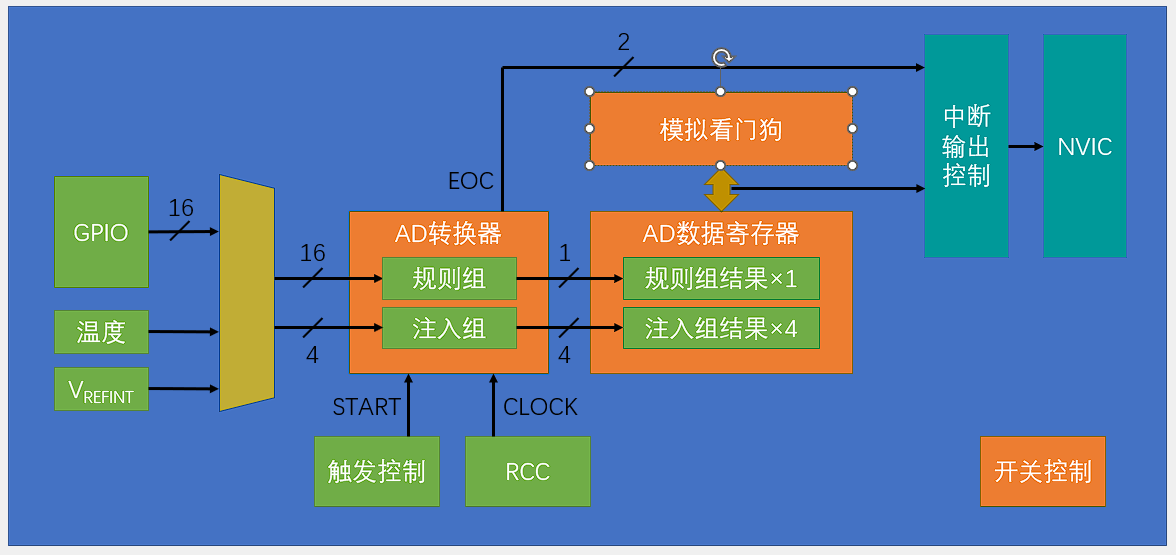 2
模拟看门狗
中断
输出
控制
NVIC
EOC
GPIO
16
16
AD转换器
规则组
1
AD数据寄存器
规则组结果×1
温度
4
注入组
4
注入组结果×4
VREFINT
START
CLOCK
触发控制
RCC
开关控制